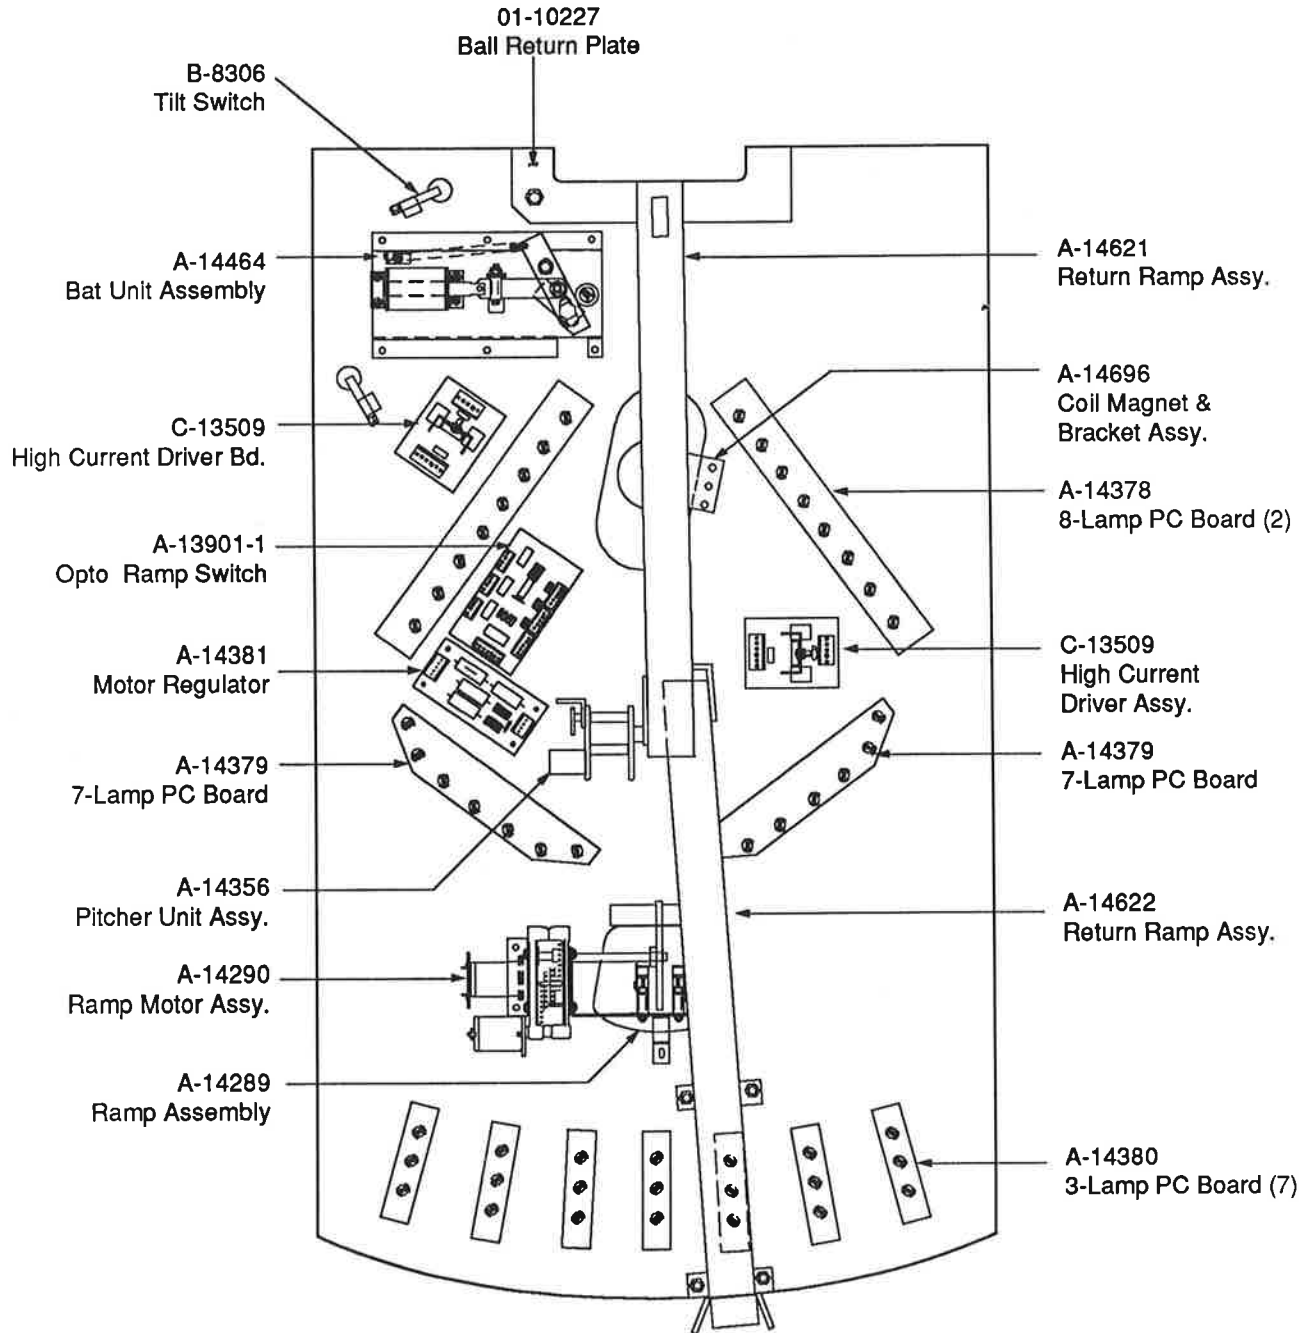 01-10227
Ball Return Plate
B-8306
Tilt Switch
A-14464
Bat Unit Assembly
C-13509
High Current Driver Bd.
A-13901-1
Opto Ramp Switch
A-14381
Motor Regulator
A-14379
7-Lamp PC Board
A-14356
Pitcher Unit Assy.
A-14290
Ramp Motor Assy.
A-14289
Ramp Assembly
A-14621
Return Ramp Assy.
A-14696
Coil Magnet &
Bracket Assy.
A-14378
8-Lamp PC Board (2)
C-13509
High Current
Driver Assy.
A-14379
7-Lamp PC Board
A-14622
Return Ramp Assy.
A-14380
3-Lamp PC Board (7)